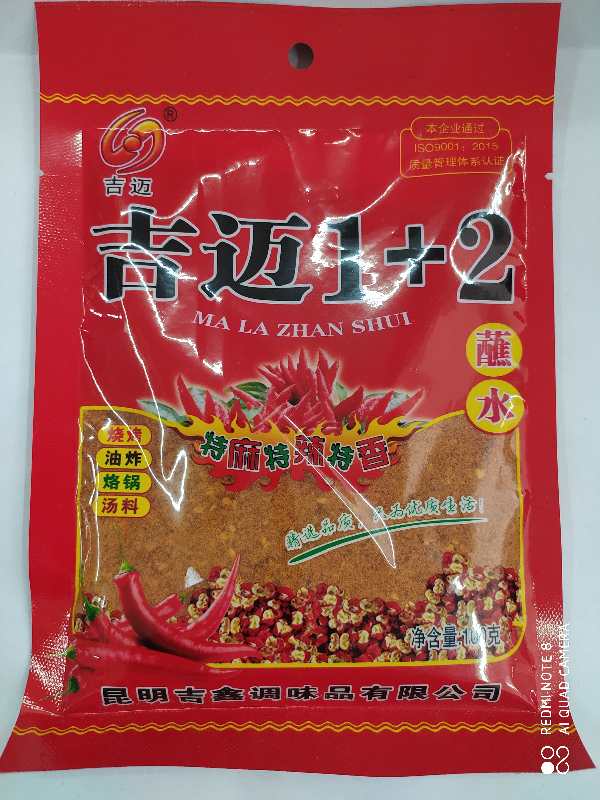 ®
吉迈
本企业通过
ISO9001：2015
质量管理体系认证
吉迈1+2
MA LA ZHAN SHUI
蘸水
特麻特辣特香
烧烤
油炸
烙锅
汤料
精选品质，只为优质生活！
净含量:100克
昆明吉鑫调味品有限公司
REDMI NOTE 8
AI QUAD CAMERA